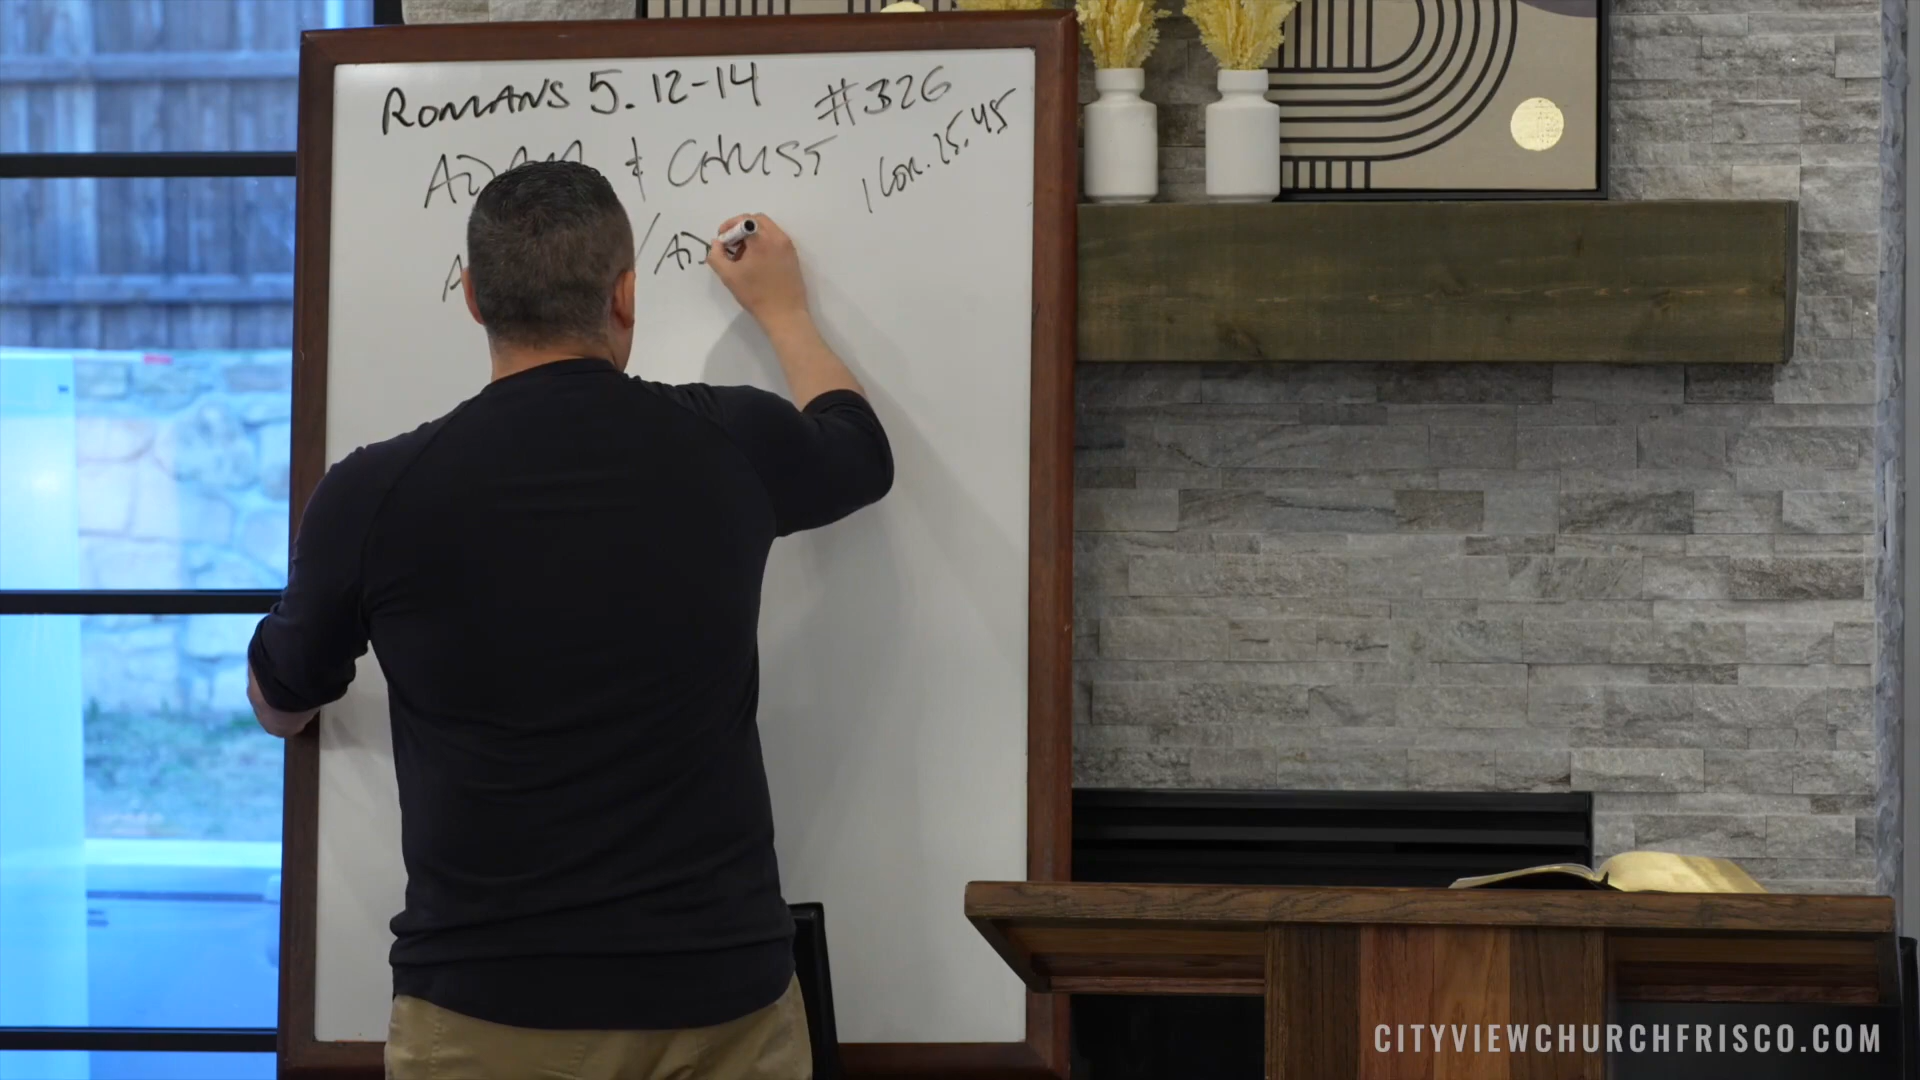 ROMANS 5.12-14 #326
& CHRIST 1 COR. 15.45
CITYVIEWCHURCHFRISCO.COM